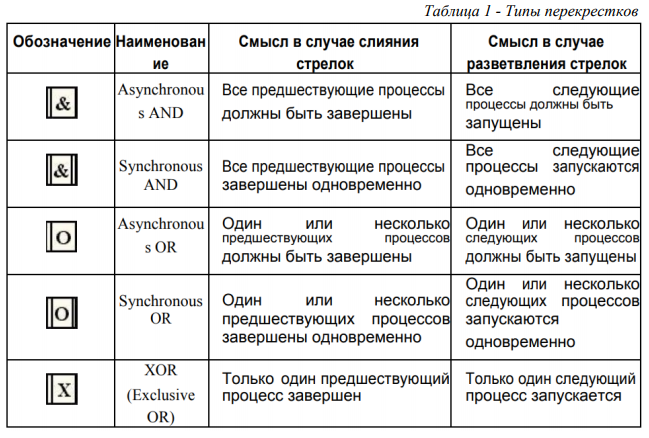 Таблица 1 - Типы перекрестков
Обозначение
Наименован
ие
Смысл в случае слияния
стрелок
Смысл в случае
разветвления стрелок
&
Asynchronou
s AND
Все предшествующие процессы
должны быть завершены
Все следующие
процессы должны быть
запущены
&
Synchronous
AND
Все предшествующие процессы
завершены одновременно
Все следующие
процессы запускаются
одновременно
O
Asynchronou
s OR
Один или несколько
предшествующих процессов
должны быть завершены
Один или несколько
следующих процессов
должны быть запущены
O
Synchronous
OR
Один или несколько
предшествующих процессов
завершены одновременно
Один или несколько
следующих процессов
запускаются
одновременно
X
XOR
(Exclusive
OR)
Только один предшествующий
процесс завершен
Только один следующий
процесс запускается